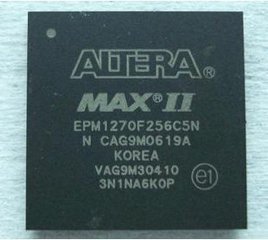 ALTERA®
MAX® II
EPM1270F256C5N
N CAG9M0619A
KOREA
VAG9M30410
3N1NA6K0P
e1